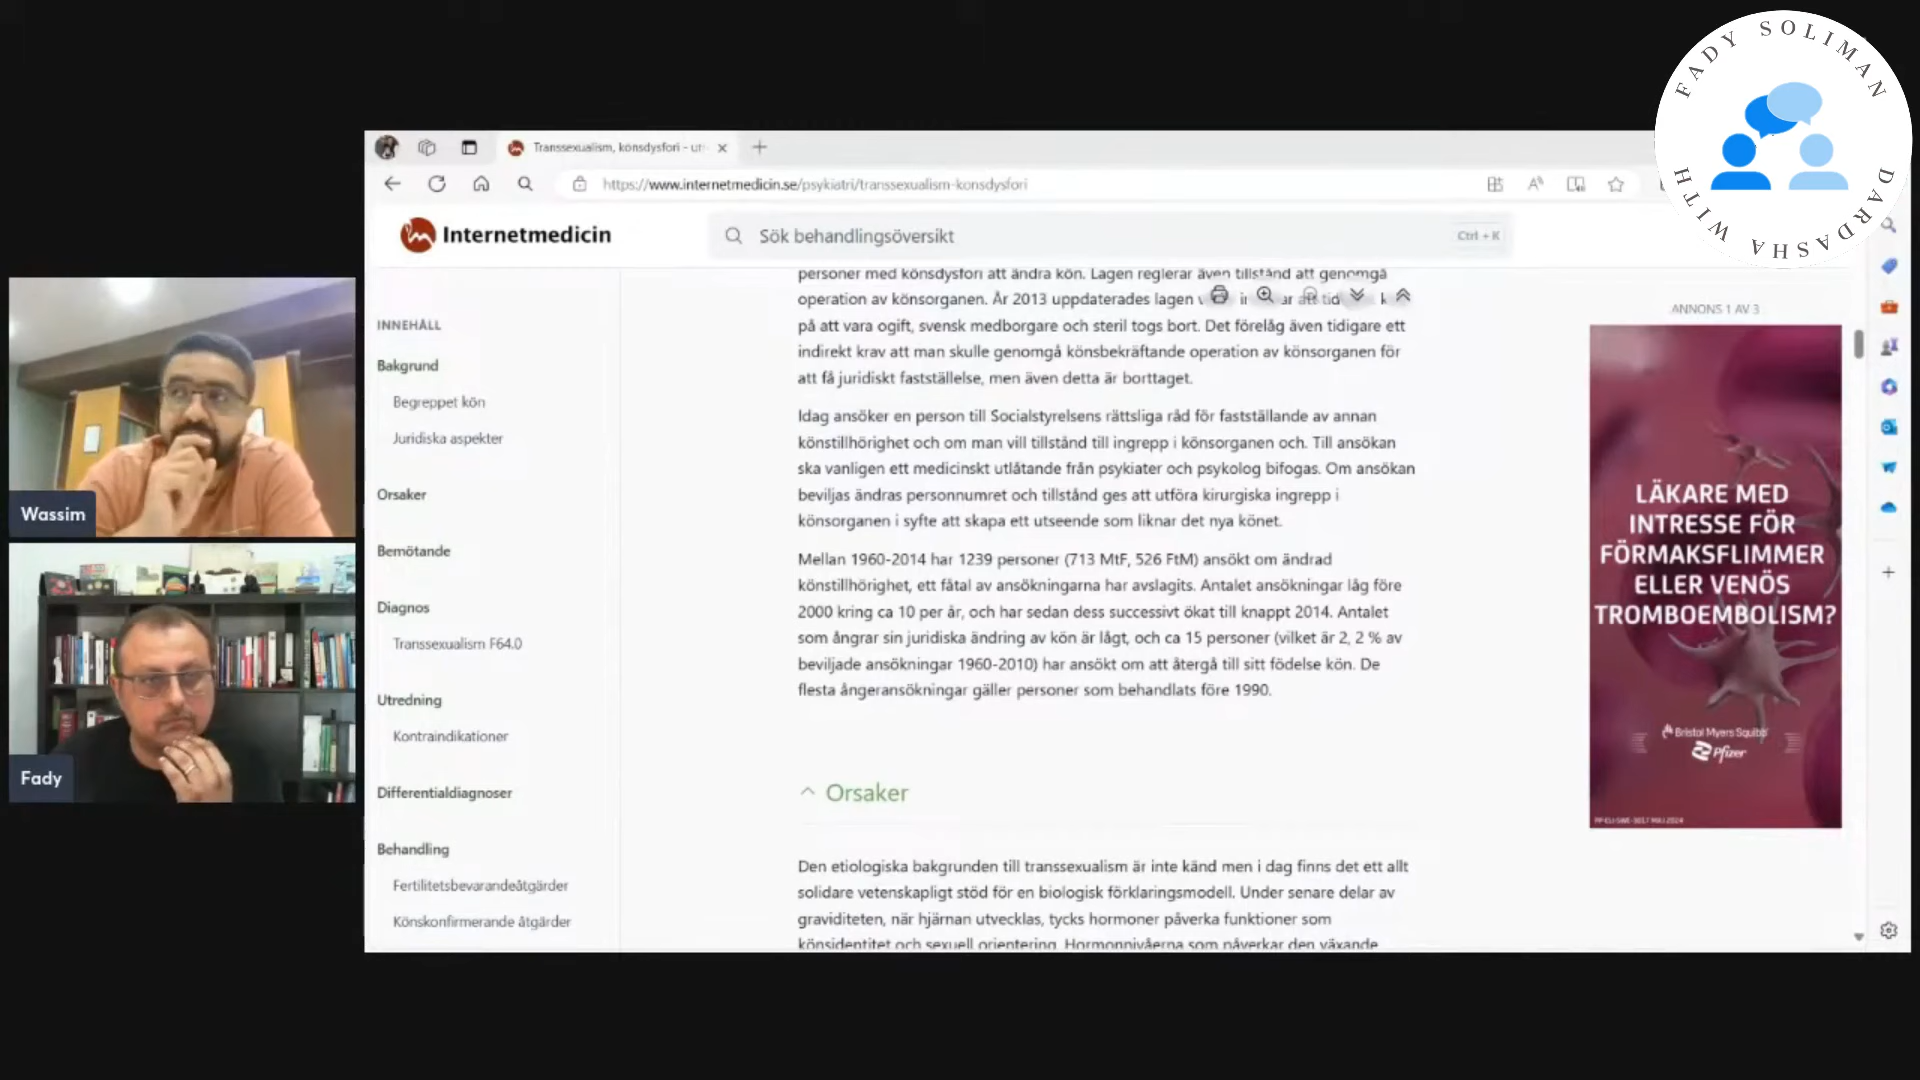 FADY SOLIMAN
DARDASHA WITH
Transsexualism, könsdysfori - ut
https://www.internetmedicin.se/psykiatri/transsexualism-konsdysfori
Internetmedicin
Sök behandlingsöversikt
Ctrl + K
INNEHÅLL
Bakgrund
Begreppet kön
Juridiska aspekter
Orsaker
Bemötande
Diagnos
Transsexualism F64.0
Utredning
Kontraindikationer
Differentialdiagnoser
Behandling
Fertilitetsbevarandeåtgärder
Könskonfirmerande åtgärder
personer med könsdysfori att ändra kön. Lagen reglerar även tillstånd att genomgå
operation av könsorganen. År 2013 uppdaterades lagen
på att vara ogift, svensk medborgare och steril togs bort. Det förelåg även tidigare ett
indirekt krav att man skulle genomgå könsbekräftande operation av könsorganen för
att få juridiskt fastställelse, men även detta är borttaget.
Idag ansöker en person till Socialstyrelsens rättsliga råd för fastställande av annan
könstillhörighet och om man vill tillstånd till ingrepp i könsorganen och. Till ansökan
ska vanligen ett medicinskt utlåtande från psykiater och psykolog bifogas. Om ansökan
beviljas ändras personnumret och tillstånd ges att utföra kirurgiska ingrepp i
könsorganen i syfte att skapa ett utseende som liknar det nya könet.
Mellan 1960-2014 har 1239 personer (713 MtF, 526 FtM) ansökt om ändrad
könstillhörighet, ett fåtal av ansökningarna har avslagits. Antalet ansökningar låg före
2000 kring ca 10 per år, och har sedan dess successivt ökat till knappt 2014. Antalet
som ångrar sin juridiska ändring av kön är lågt, och ca 15 personer (vilket är 2, 2 % av
beviljade ansökningar 1960-2010) har ansökt om att återgå till sitt födelse kön. De
flesta ångeransökningar gäller personer som behandlats före 1990.
Orsaker
Den etiologiska bakgrunden till transsexualism är inte känd men i dag finns det ett allt
solidare vetenskapligt stöd för en biologisk förklaringsmodell. Under senare delar av
graviditeten, när hjärnan utvecklas, tycks hormoner påverka funktioner som
könsidentitet och sexuell orientering. Hormonnivåerna som påverkar den växande
ANNONS 1 AV 3
LÄKARE MED
INTRESSE FÖR
FÖRMAKSFLIMMER
ELLER VENÖS
TROMBOEMBOLISM?
Bristol Myers Squibb
Pfizer
Wassim
Fady